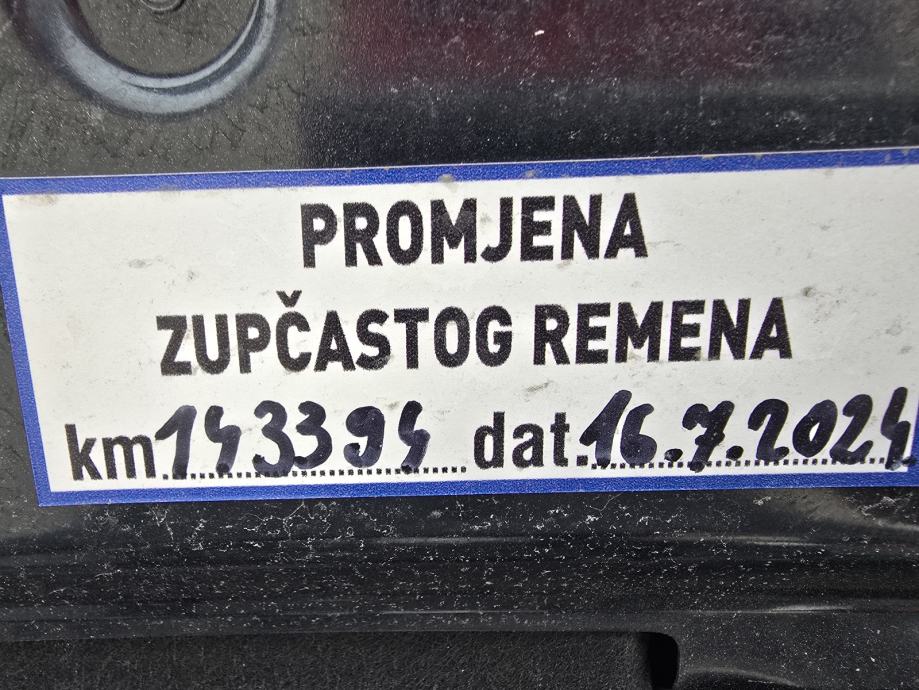 PROMJENA
ZUPČASTOG REMENA
km 143394 dat. 16.7.2024